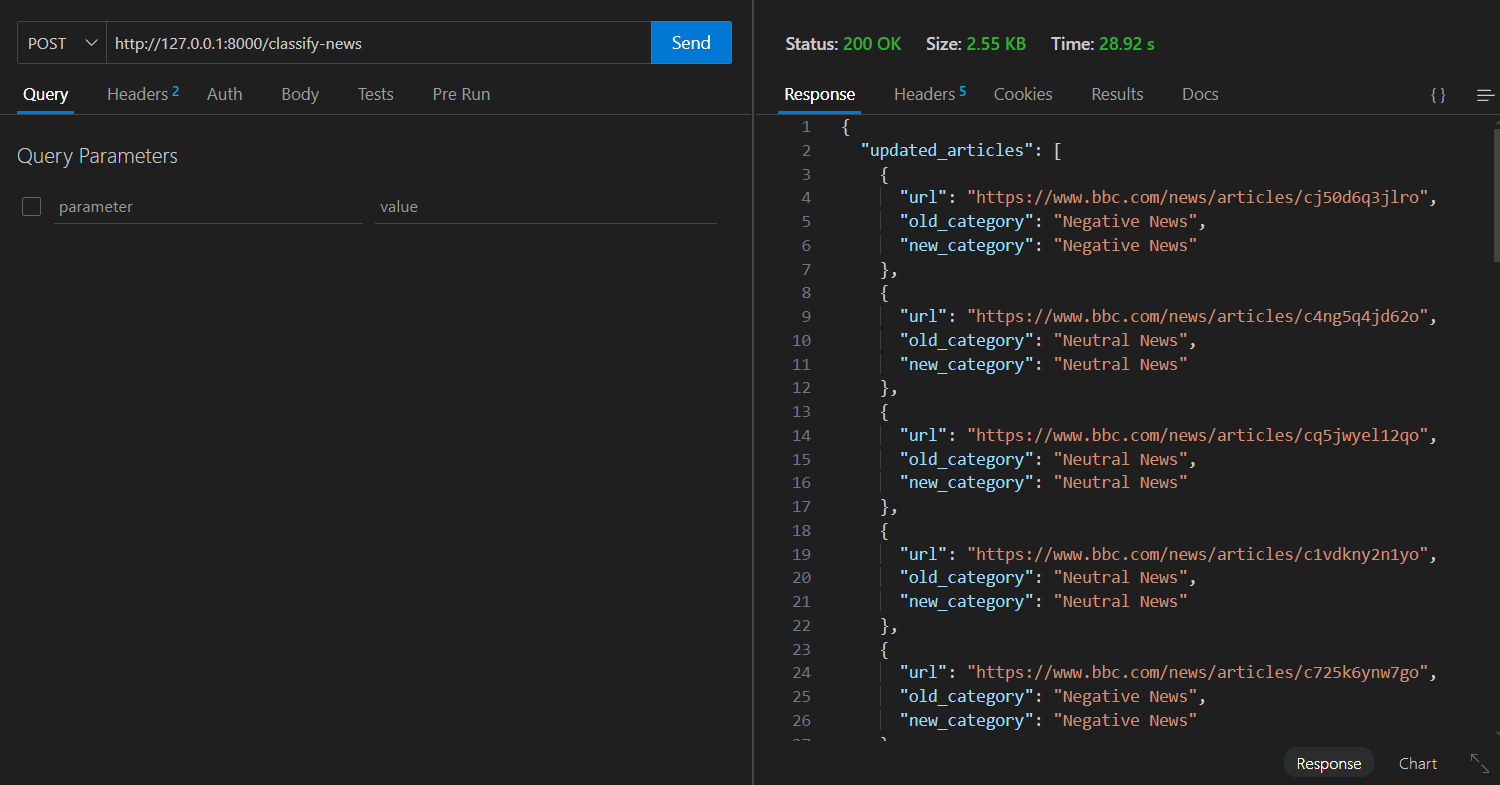 POST http://127.0.0.1:8000/classify-news Send
Query Headers 2 Auth Body Tests Pre Run
Query Parameters
parameter value
Status: 200 OK Size: 2.55 KB Time: 28.92 s
Response Headers 5 Cookies Results Docs { }
1 {
2 "updated_articles": [
3 {
4 "url": "https://www.bbc.com/news/articles/cj50d6q3jlro",
5 "old_category": "Negative News",
6 "new_category": "Negative News"
7 },
8 {
9 "url": "https://www.bbc.com/news/articles/c4ng5q4jd62o",
10 "old_category": "Neutral News",
11 "new_category": "Neutral News"
12 },
13 {
14 "url": "https://www.bbc.com/news/articles/cq5jwyel12qo",
15 "old_category": "Neutral News",
16 "new_category": "Neutral News"
17 },
18 {
19 "url": "https://www.bbc.com/news/articles/c1vdkny2n1yo",
20 "old_category": "Neutral News",
21 "new_category": "Neutral News"
22 },
23 {
24 "url": "https://www.bbc.com/news/articles/c725k6ynw7go",
25 "old_category": "Negative News",
26 "new_category": "Negative News"
Response Chart